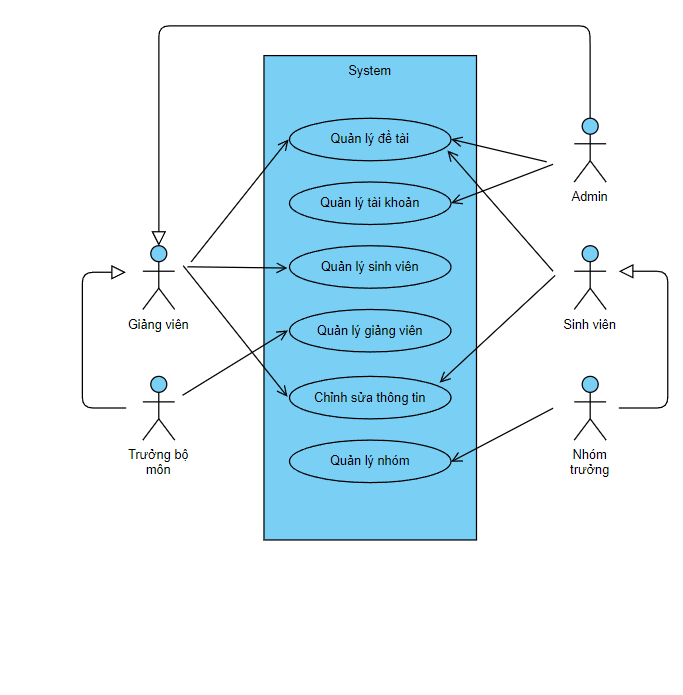 System
Quản lý đề tài
Quản lý tài khoản
Quản lý sinh viên
Quản lý giảng viên
Chỉnh sửa thông tin
Quản lý nhóm
Giảng viên
Trưởng bộ
môn
Admin
Sinh viên
Nhóm
trưởng